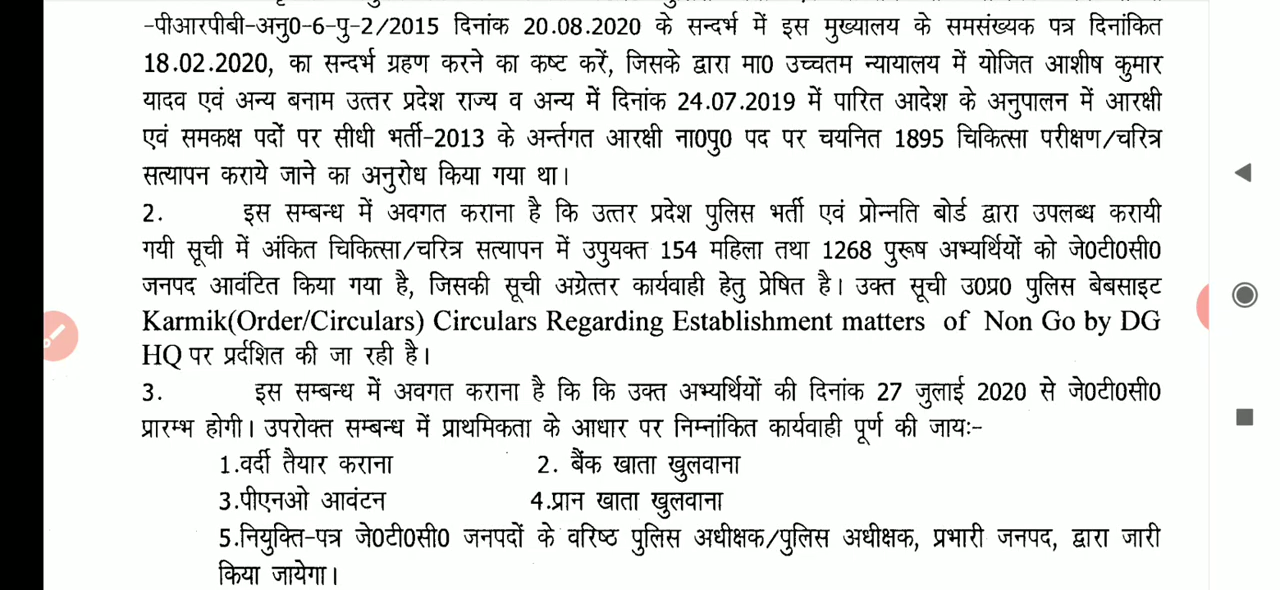 -पीआरपीबी-अनु0-6-पु-2/2015 दिनांक 20.08.2020 के सन्दर्भ में इस मुख्यालय के समसंख्यक पत्र दिनांकित
18.02.2020, का सन्दर्भ ग्रहण करने का कष्ट करें, जिसके द्वारा मा0 उच्चतम न्यायालय में योजित आशीष कुमार
यादव एवं अन्य बनाम उत्तर प्रदेश राज्य व अन्य में दिनांक 24.07.2019 में पारित आदेश के अनुपालन में आरक्षी
एवं समकक्ष पदों पर सीधी भर्ती-2013 के अर्न्तगत आरक्षी ना0पु0 पद पर चयनित 1895 चिकित्सा परीक्षण/चरित्र
सत्यापन कराये जाने का अनुरोध किया गया था।
2. इस सम्बन्ध में अवगत कराना है कि उत्तर प्रदेश पुलिस भर्ती एवं प्रोन्नति बोर्ड द्वारा उपलब्ध करायी
गयी सूची में अंकित चिकित्सा/चरित्र सत्यापन में उपुयक्त 154 महिला तथा 1268 पुरूष अभ्यर्थियों को जे0टी0सी0
जनपद आवंटित किया गया है, जिसकी सूची अग्रेत्तर कार्यवाही हेतु प्रेषित है। उक्त सूची उ0प्र0 पुलिस बेबसाइट
Karmik(Order/Circulars) Circulars Regarding Establishment matters of Non Go by DG
HQ पर प्रर्दशित की जा रही है।
3. इस सम्बन्ध में अवगत कराना है कि कि उक्त अभ्यर्थियों की दिनांक 27 जुलाई 2020 से जे0टी0सी0
प्रारम्भ होगी। उपरोक्त सम्बन्ध में प्राथमिकता के आधार पर निम्नांकित कार्यवाही पूर्ण की जायः-
1.वर्दी तैयार कराना 2. बैंक खाता खुलवाना
3.पीएनओ आवंटन 4.प्रान खाता खुलवाना
5.नियुक्ति-पत्र जे0टी0सी0 जनपदों के वरिष्ठ पुलिस अधीक्षक/पुलिस अधीक्षक, प्रभारी जनपद, द्वारा जारी
किया जायेगा।